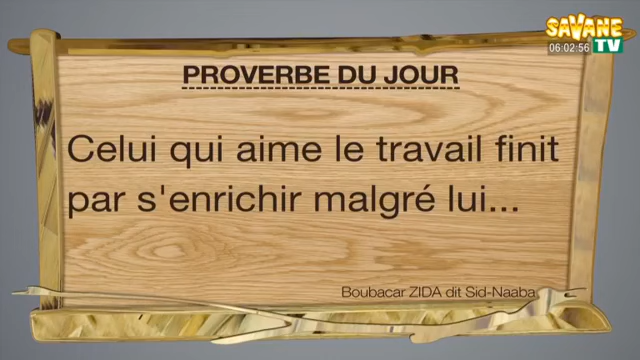 SAVANE
06:02:56 TV
PROVERBE DU JOUR
Celui qui aime le travail finit
par s'enrichir malgré lui...
Boubacar ZIDA dit Sid-Naaba